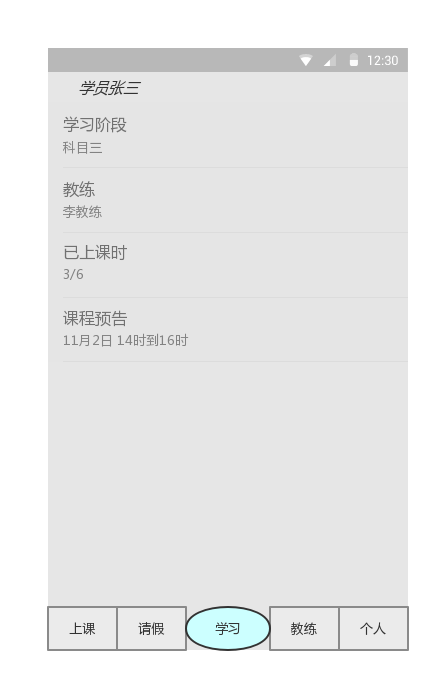 12:30
学员张三
学习阶段
科目三
教练
李教练
已上课时
3/6
课程预告
11月2日 14时到16时
上课 请假 学习 教练 个人